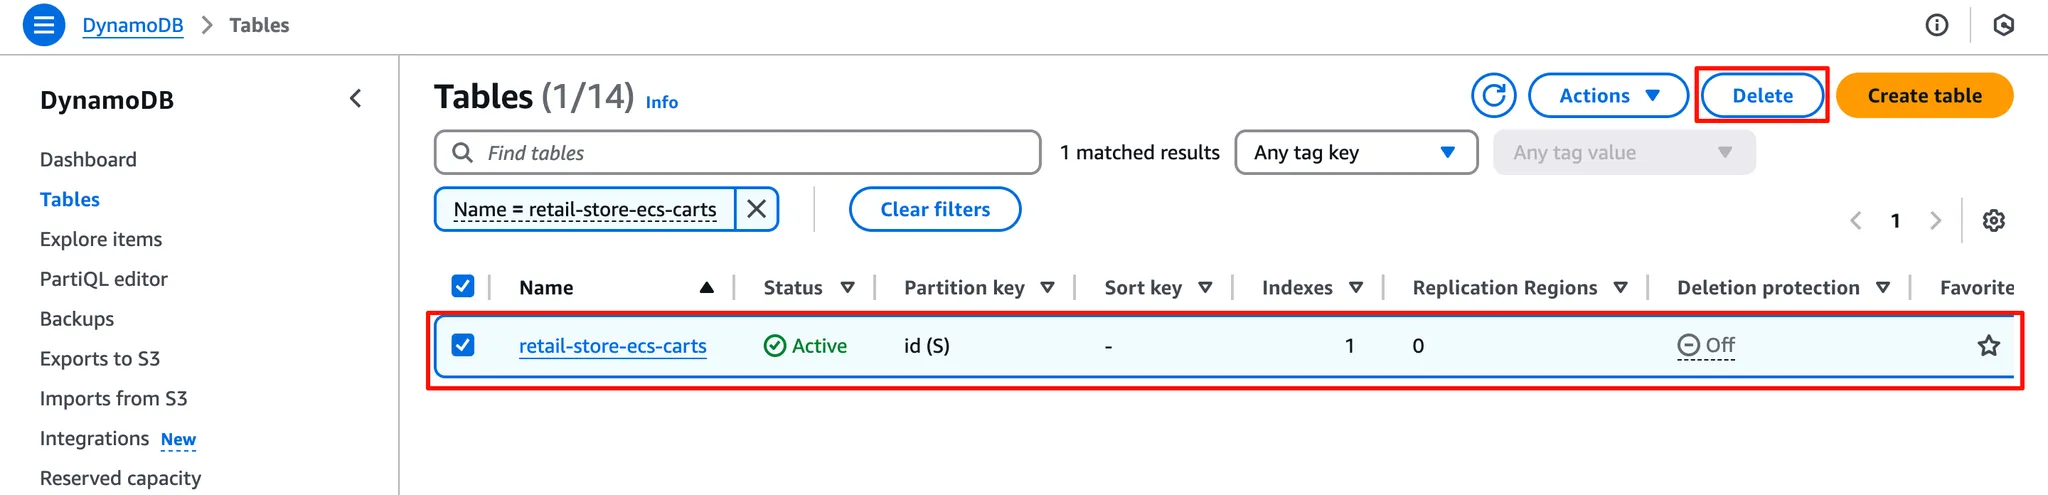 DynamoDB > Tables
DynamoDB
Dashboard
Tables
Explore items
PartiQL editor
Backups
Exports to S3
Imports from S3
Integrations New
Reserved capacity
Tables (1/14) Info
Actions
Delete
Create table
Find tables
1 matched results
Any tag key
Any tag value
Name = retail-store-ecs-carts
Clear filters
1
Name Status Partition key Sort key Indexes Replication Regions Deletion protection Favorite
retail-store-ecs-carts Active id (S) - 1 0 Off